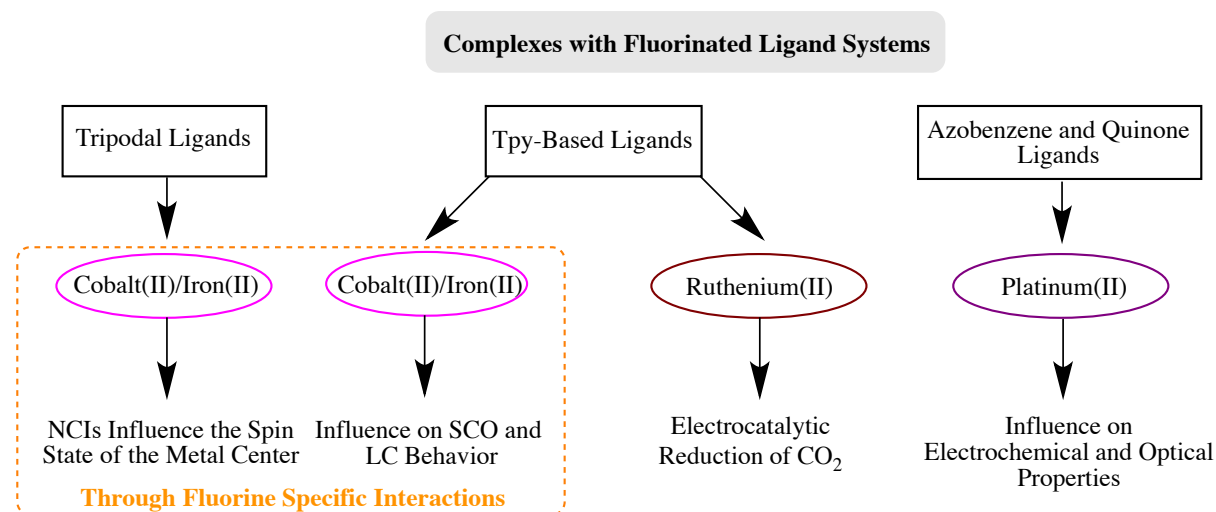 Complexes with Fluorinated Ligand Systems
Tripodal Ligands
Tpy-Based Ligands
Azobenzene and Quinone
Ligands
Cobalt(II)/Iron(II)
Cobalt(II)/Iron(II)
Ruthenium(II)
Platinum(II)
NCIs Influence the Spin
State of the Metal Center
Influence on SCO and
LC Behavior
Electrocatalytic
Reduction of CO₂
Influence on
Electrochemical and Optical
Properties
Through Fluorine Specific Interactions